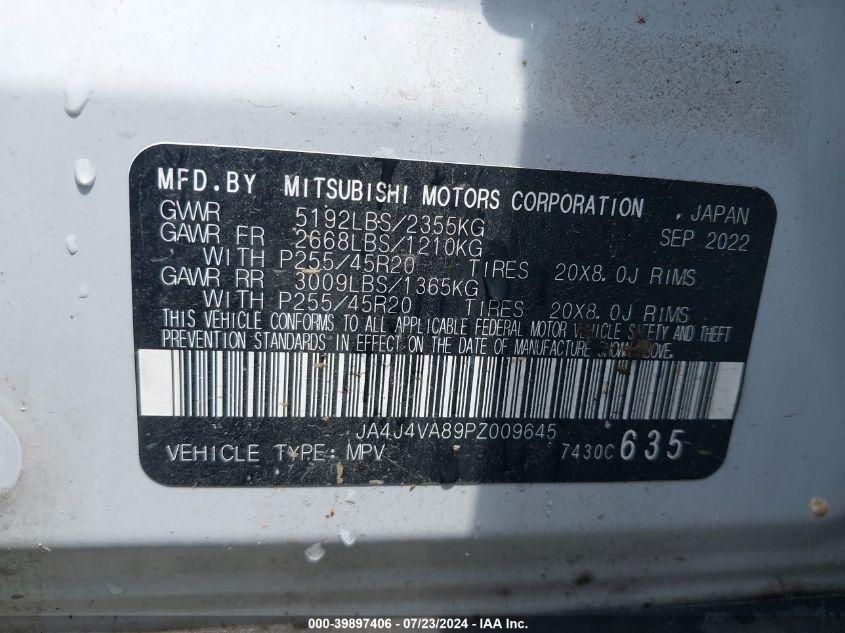 MFD.BY MITSUBISHI MOTORS CORPORATION , JAPAN
GVWR 5192LBS/2355KG SEP 2022
GAWR FR 2668LBS/1210KG
WITH P255/45R20 TIRES 20X8.0J RIMS
GAWR RR 3009LBS/1365KG
WITH P255/45R20 TIRES 20X8.0J RIMS
THIS VEHICLE CONFORMS TO ALL APPLICABLE FEDERAL MOTOR VEHICLE SAFETY AND THEFT
PREVENTION STANDARDS IN EFFECT ON THE DATE OF MANUFACTURE SHOWN ABOVE.
JA4J4VA89PZ009645
VEHICLE TYPE: MPV 7430C 635
000-39897406 - 07/23/2024 - IAA Inc.